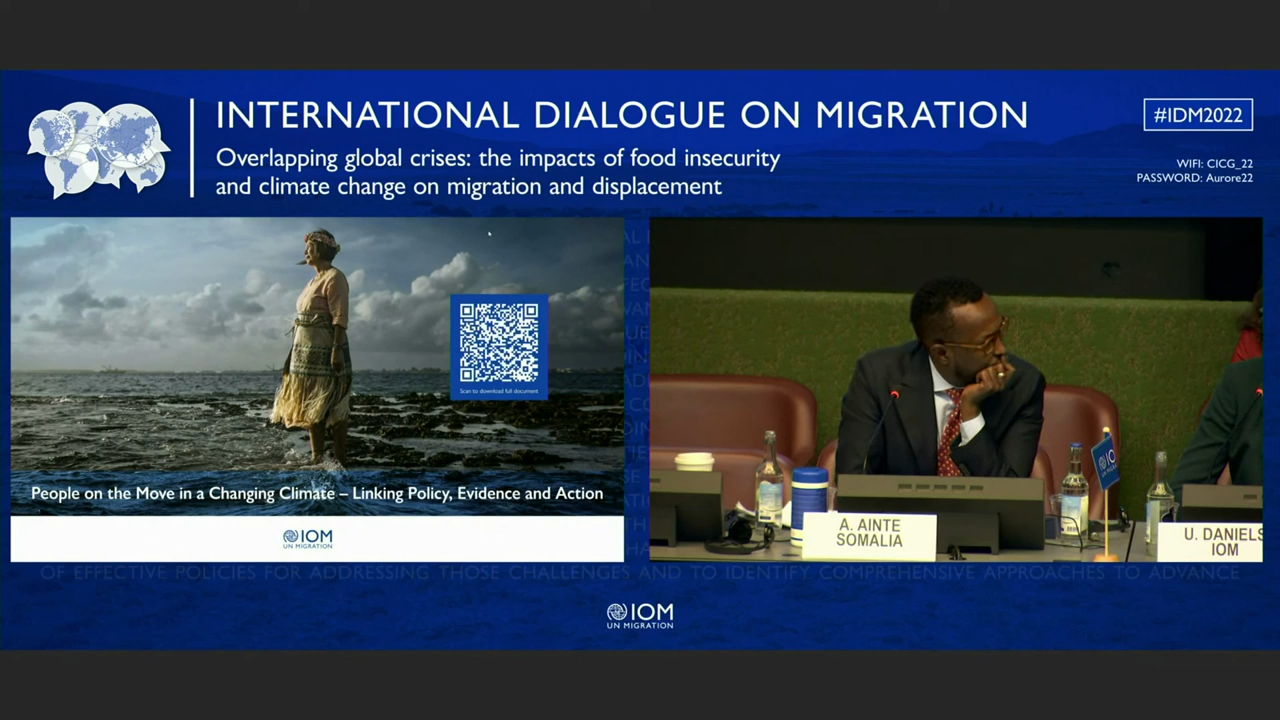 INTERNATIONAL DIALOGUE ON MIGRATION
Overlapping global crises: the impacts of food insecurity
and climate change on migration and displacement
#IDM2022
WIFI: CICG_22
PASSWORD: Aurore22
Scan to download full document
People on the Move in a Changing Climate – Linking Policy, Evidence and Action
IOM
UN MIGRATION
A. AINTE
SOMALIA
U. DANIELS
IOM
OF EFFECTIVE POLICIES FOR ADDRESSING THOSE CHALLENGES AND TO IDENTIFY COMPREHENSIVE APPROACHES TO ADVANCE
IOM
UN MIGRATION